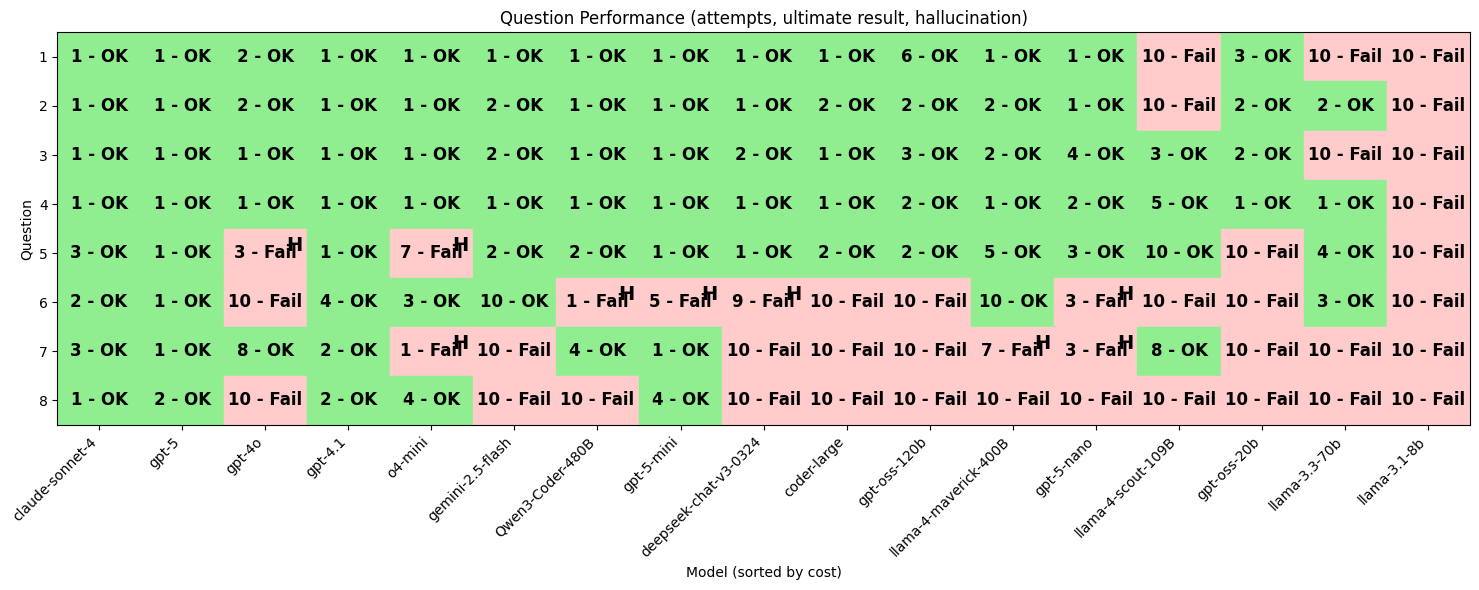 Question Performance (attempts, ultimate result, hallucination)
1 1 - OK 1 - OK 2 - OK 1 - OK 1 - OK 1 - OK 1 - OK 1 - OK 1 - OK 1 - OK 6 - OK 1 - OK 1 - OK 10 - Fail 3 - OK 10 - Fail 10 - Fail
2 1 - OK 1 - OK 2 - OK 1 - OK 1 - OK 2 - OK 1 - OK 1 - OK 1 - OK 2 - OK 2 - OK 2 - OK 1 - OK 10 - Fail 2 - OK 2 - OK 10 - Fail
3 1 - OK 1 - OK 1 - OK 1 - OK 1 - OK 2 - OK 1 - OK 1 - OK 2 - OK 1 - OK 3 - OK 2 - OK 4 - OK 3 - OK 2 - OK 10 - Fail 10 - Fail
4 1 - OK 1 - OK 1 - OK 1 - OK 1 - OK 1 - OK 1 - OK 1 - OK 1 - OK 1 - OK 2 - OK 1 - OK 2 - OK 5 - OK 1 - OK 1 - OK 10 - Fail
5 3 - OK 1 - OK 3 - Fail H 1 - OK 7 - Fail H 2 - OK 2 - OK 1 - OK 1 - OK 2 - OK 2 - OK 5 - OK 3 - OK 10 - OK 10 - Fail 4 - OK 10 - Fail
6 2 - OK 1 - OK 10 - Fail 4 - OK 3 - OK 10 - OK 1 - Fail H 5 - Fail H 9 - Fail H 10 - Fail 10 - Fail 10 - OK 3 - Fail H 10 - Fail 10 - Fail 3 - OK 10 - Fail
7 3 - OK 1 - OK 8 - OK 2 - OK 1 - Fail H 10 - Fail 4 - OK 1 - OK 10 - Fail 10 - Fail 10 - Fail 7 - Fail H 3 - Fail H 8 - OK 10 - Fail 10 - Fail 10 - Fail
8 1 - OK 2 - OK 10 - Fail 2 - OK 4 - OK 10 - Fail 10 - Fail 4 - OK 10 - Fail 10 - Fail 10 - Fail 10 - Fail 10 - Fail 10 - Fail 10 - Fail 10 - Fail 10 - Fail
Question
claude-sonnet-4
gpt-5
gpt-4o
gpt-4.1
o4-mini
gemini-2.5-flash
Qwen3-Coder-480B
gpt-5-mini
deepseek-chat-v3-0324
coder-large
gpt-oss-120b
llama-4-maverick-400B
gpt-5-nano
llama-4-scout-109B
gpt-oss-20b
llama-3.3-70b
llama-3.1-8b
Model (sorted by cost)